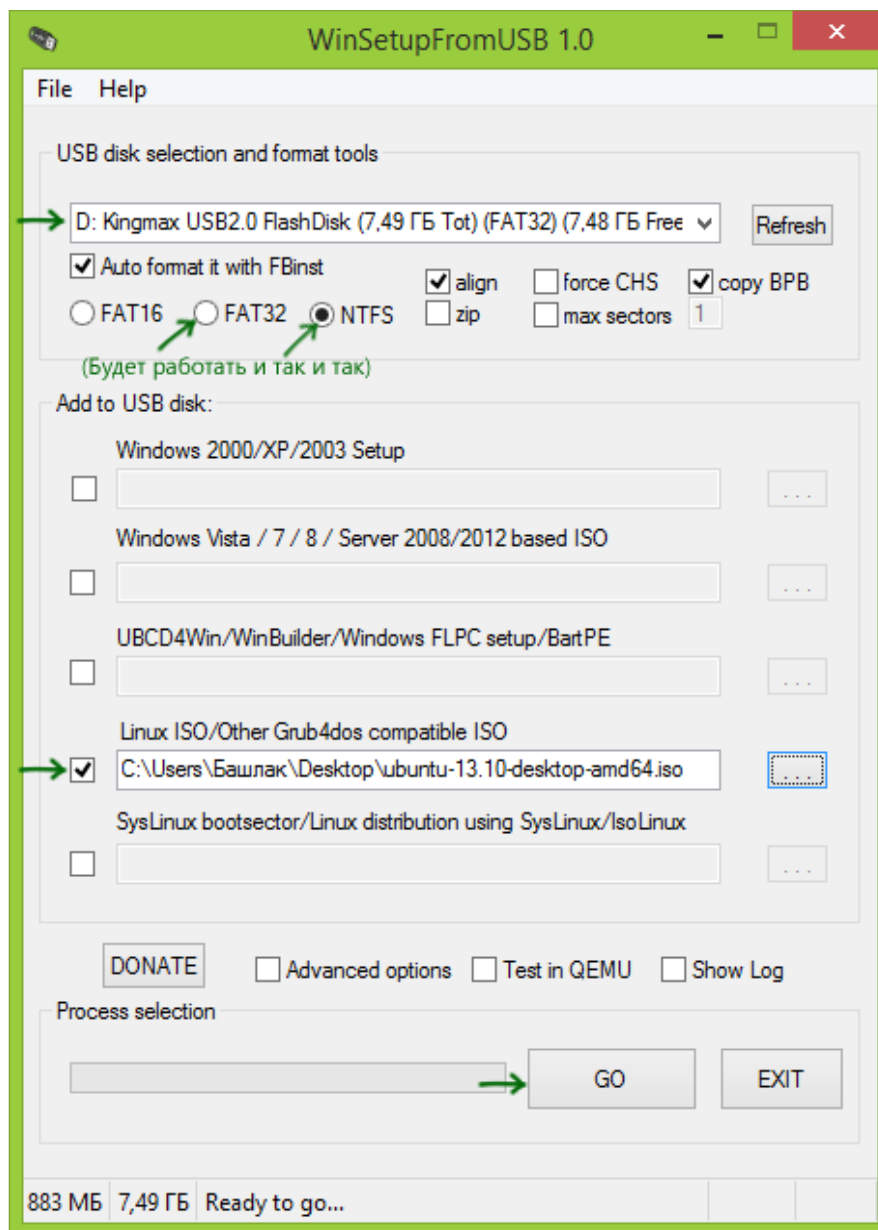 WinSetupFromUSB 1.0
File Help
USB disk selection and format tools
D: Kingmax USB2.0 FlashDisk (7,49 ГБ Tot) (FAT32) (7,48 ГБ Free
Refresh
Auto format it with FBinst
align force CHS copy BPB
FAT16 FAT32 NTFS zip max sectors 1
(Будет работать и так и так)
Add to USB disk:
Windows 2000/XP/2003 Setup
...
Windows Vista / 7 / 8 / Server 2008/2012 based ISO
...
UBCD4Win/WinBuilder/Windows FLPC setup/BartPE
...
Linux ISO/Other Grub4dos compatible ISO
C:\Users\Башлак\Desktop\ubuntu-13.10-desktop-amd64.iso ...
SysLinux bootsector/Linux distribution using SysLinux/IsoLinux
...
DONATE Advanced options Test in QEMU Show Log
Process selection
GO EXIT
883 МБ 7,49 ГБ Ready to go...